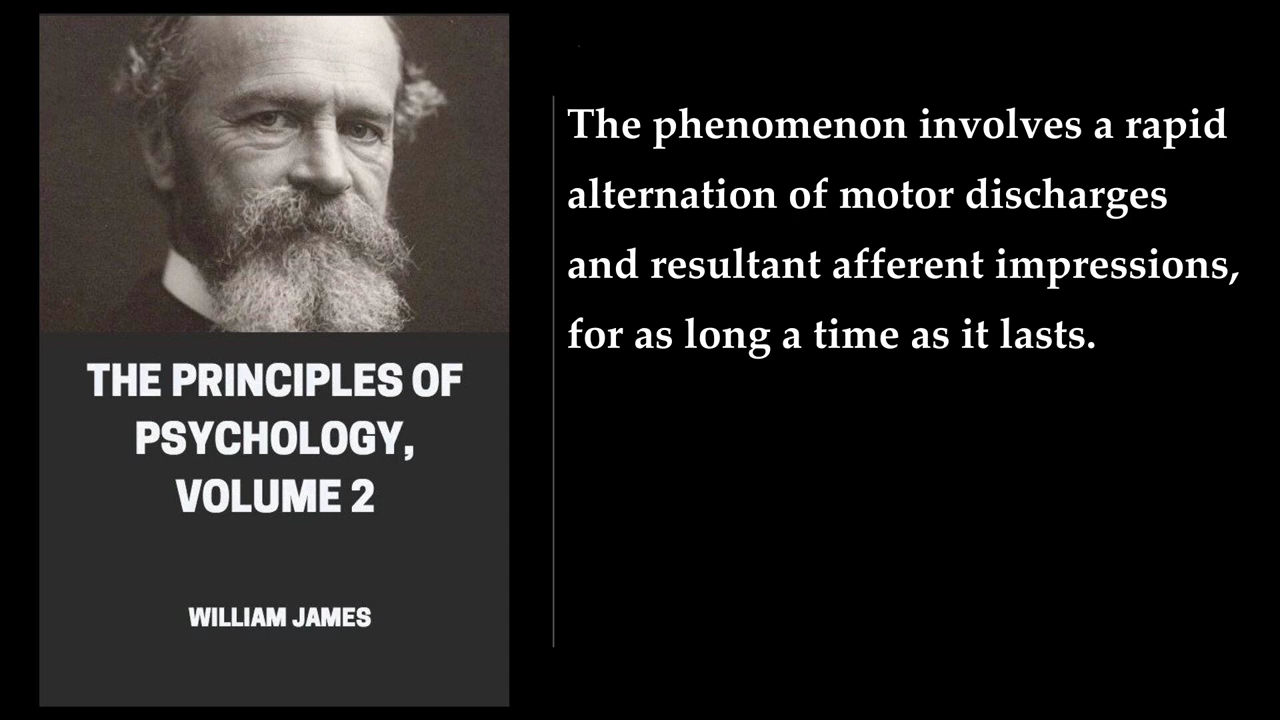 THE PRINCIPLES OF
PSYCHOLOGY,
VOLUME 2
WILLIAM JAMES
The phenomenon involves a rapid
alternation of motor discharges
and resultant afferent impressions,
for as long a time as it lasts.